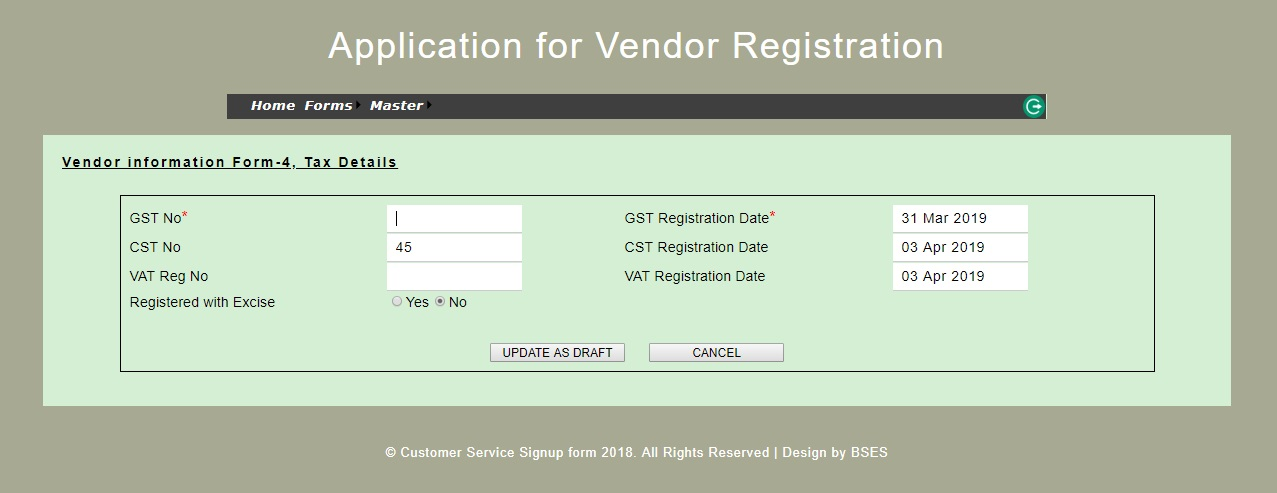 Application for Vendor Registration
Home Forms Master
Vendor information Form-4, Tax Details
GST No* GST Registration Date* 31 Mar 2019
CST No 45 CST Registration Date 03 Apr 2019
VAT Reg No VAT Registration Date 03 Apr 2019
Registered with Excise Yes No
UPDATE AS DRAFT CANCEL
© Customer Service Signup form 2018. All Rights Reserved | Design by BSES